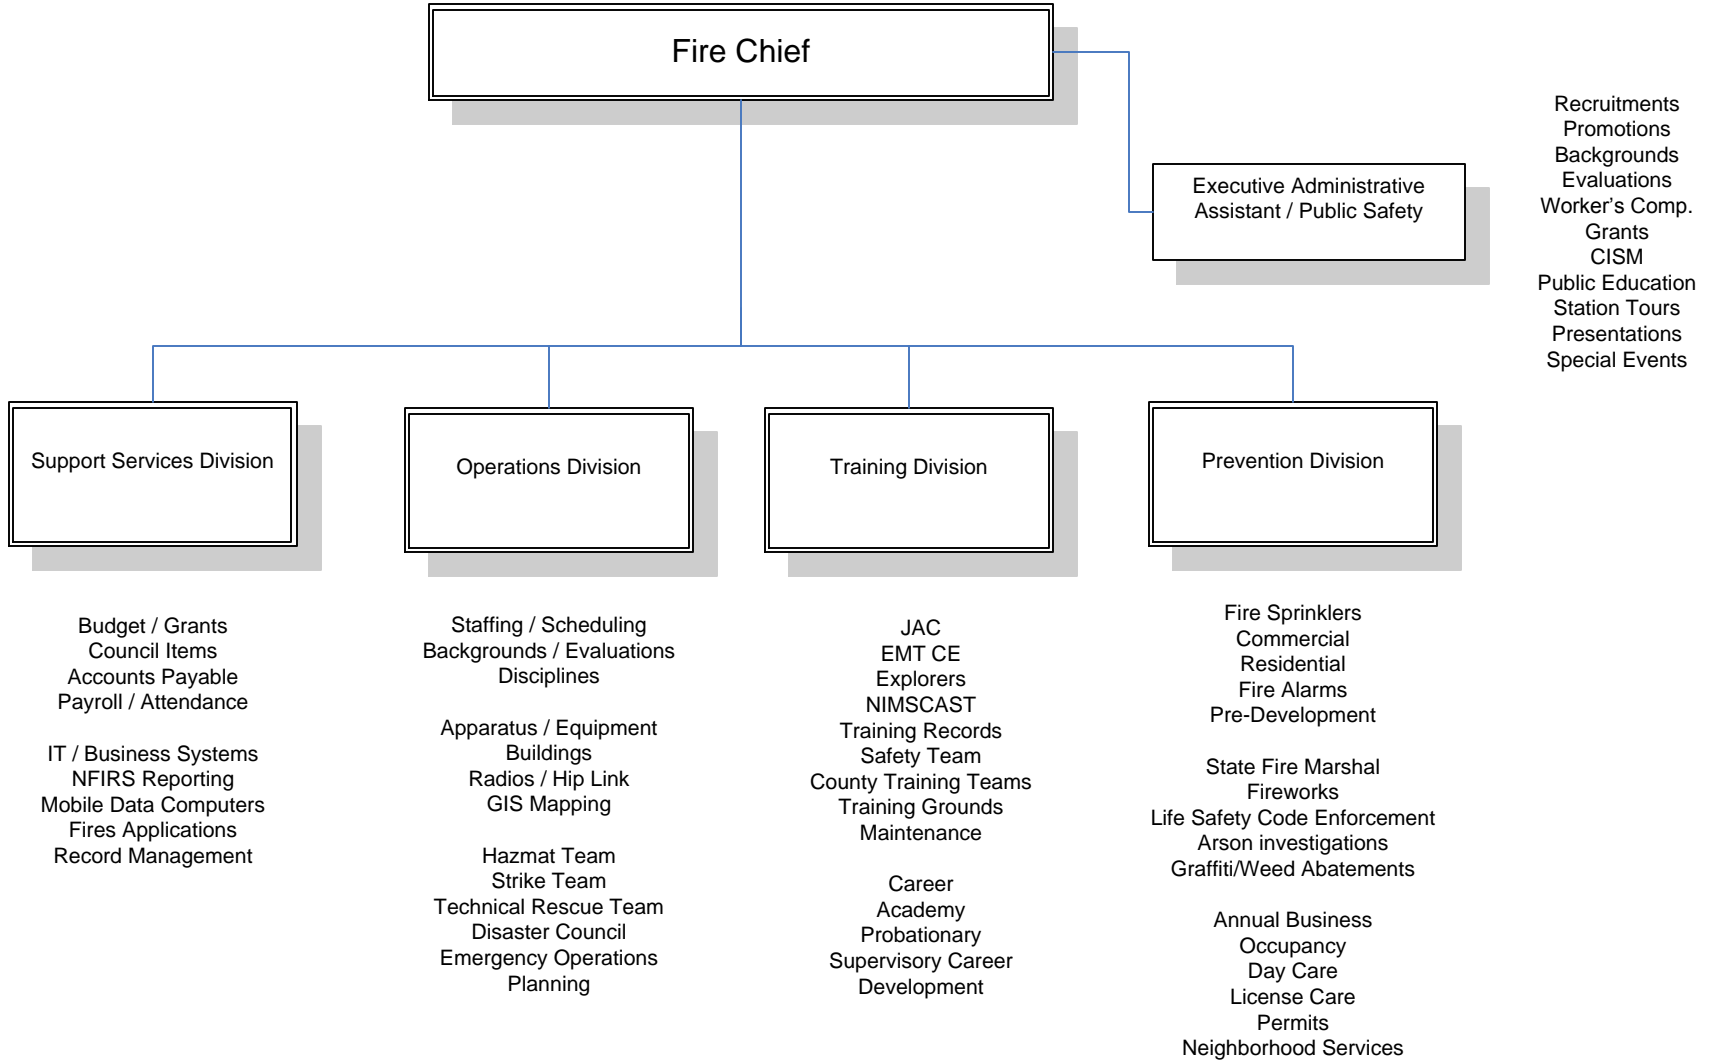 Fire Chief
Executive Administrative
Assistant / Public Safety
Recruitments
Promotions
Backgrounds
Evaluations
Worker’s Comp.
Grants
CISM
Public Education
Station Tours
Presentations
Special Events
Support Services Division
Budget / Grants
Council Items
Accounts Payable
Payroll / Attendance
IT / Business Systems
NFIRS Reporting
Mobile Data Computers
Fires Applications
Record Management
Operations Division
Staffing / Scheduling
Backgrounds / Evaluations
Disciplines
Apparatus / Equipment
Buildings
Radios / Hip Link
GIS Mapping
Hazmat Team
Strike Team
Technical Rescue Team
Disaster Council
Emergency Operations
Planning
Training Division
JAC
EMT CE
Explorers
NIMSCAST
Training Records
Safety Team
County Training Teams
Training Grounds
Maintenance
Career
Academy
Probationary
Supervisory Career
Development
Prevention Division
Fire Sprinklers
Commercial
Residential
Fire Alarms
Pre-Development
State Fire Marshal
Fireworks
Life Safety Code Enforcement
Arson investigations
Graffiti/Weed Abatements
Annual Business
Occupancy
Day Care
License Care
Permits
Neighborhood Services